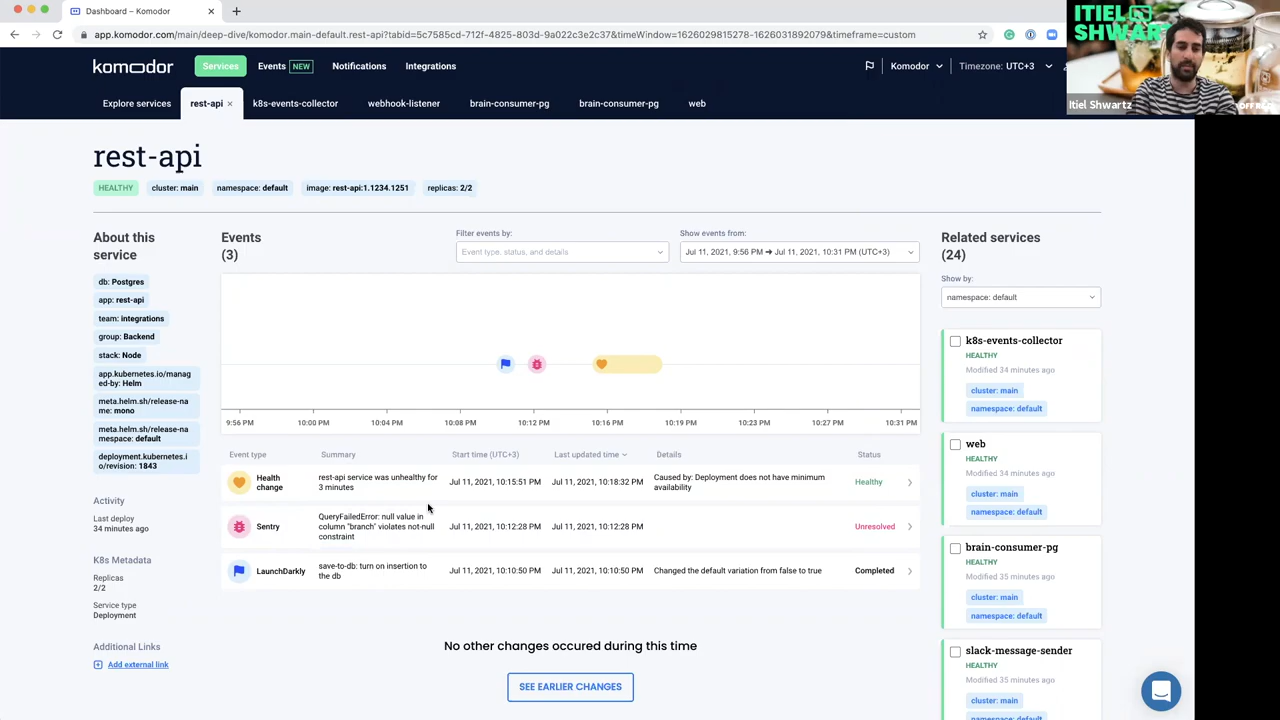 Dashboard – Komodor
app.komodor.com/main/deep-dive/komodor.main-default.rest-ap
-712f-4825-803d-9a022c3e2c37&timeWindow=1626029815278-1626031892079&timeframe=custom
ITIEL
SHWAR
Itiel Shwartz
komodor
Services
Events NEW
Notifications
Integrations
Komodor
Timezone: UTC+3
Explore services
rest-api ×
k8s-events-collector
webhook-listener
brain-consumer-pg
brain-consumer-pg
web
rest-api
HEALTHY
cluster: main
namespace: default
image: rest-api:1.1234.1251
replicas: 2/2
About this
service
db: Postgres
app: rest-api
team: integrations
group: Backend
stack: Node
app.kubernetes.io/manag
ed-by: Helm
meta.helm.sh/release-na
me: mono
meta.helm.sh/release-na
mespace: default
deployment.kubernetes.i
o/revision: 1843
Activity
Last deploy
34 minutes ago
K8s Metadata
Replicas
2/2
Service type
Deployment
Additional Links
Add external link
Events
(3)
Filter events by:
Event type, status, and details
Show events from:
Jul 11, 2021, 9:56 PM ➔ Jul 11, 2021, 10:31 PM (UTC+3)
9:56 PM
10:00 PM
10:04 PM
10:08 PM
10:12 PM
10:16 PM
10:19 PM
10:23 PM
10:27 PM
10:31 PM
Event type
Summary
Start time (UTC+3)
Last updated time
Details
Status
Health
change
rest-api service was unhealthy for
3 minutes
Jul 11, 2021, 10:15:51 PM
Jul 11, 2021, 10:18:32 PM
Caused by: Deployment does not have minimum
availability
Healthy
Sentry
QueryFailedError: null value in
column "branch" violates not-null
constraint
Jul 11, 2021, 10:12:28 PM
Jul 11, 2021, 10:12:28 PM
Unresolved
LaunchDarkly
save-to-db: turn on insertion to
the db
Jul 11, 2021, 10:10:50 PM
Jul 11, 2021, 10:10:50 PM
Changed the default variation from false to true
Completed
No other changes occured during this time
SEE EARLIER CHANGES
Related services
(24)
Show by:
namespace: default
k8s-events-collector
HEALTHY
Modified 34 minutes ago
cluster: main
namespace: default
web
HEALTHY
Modified 34 minutes ago
cluster: main
namespace: default
brain-consumer-pg
HEALTHY
Modified 35 minutes ago
cluster: main
namespace: default
slack-message-sender
HEALTHY
Modified 35 minutes ago
cluster: main
namespace: default